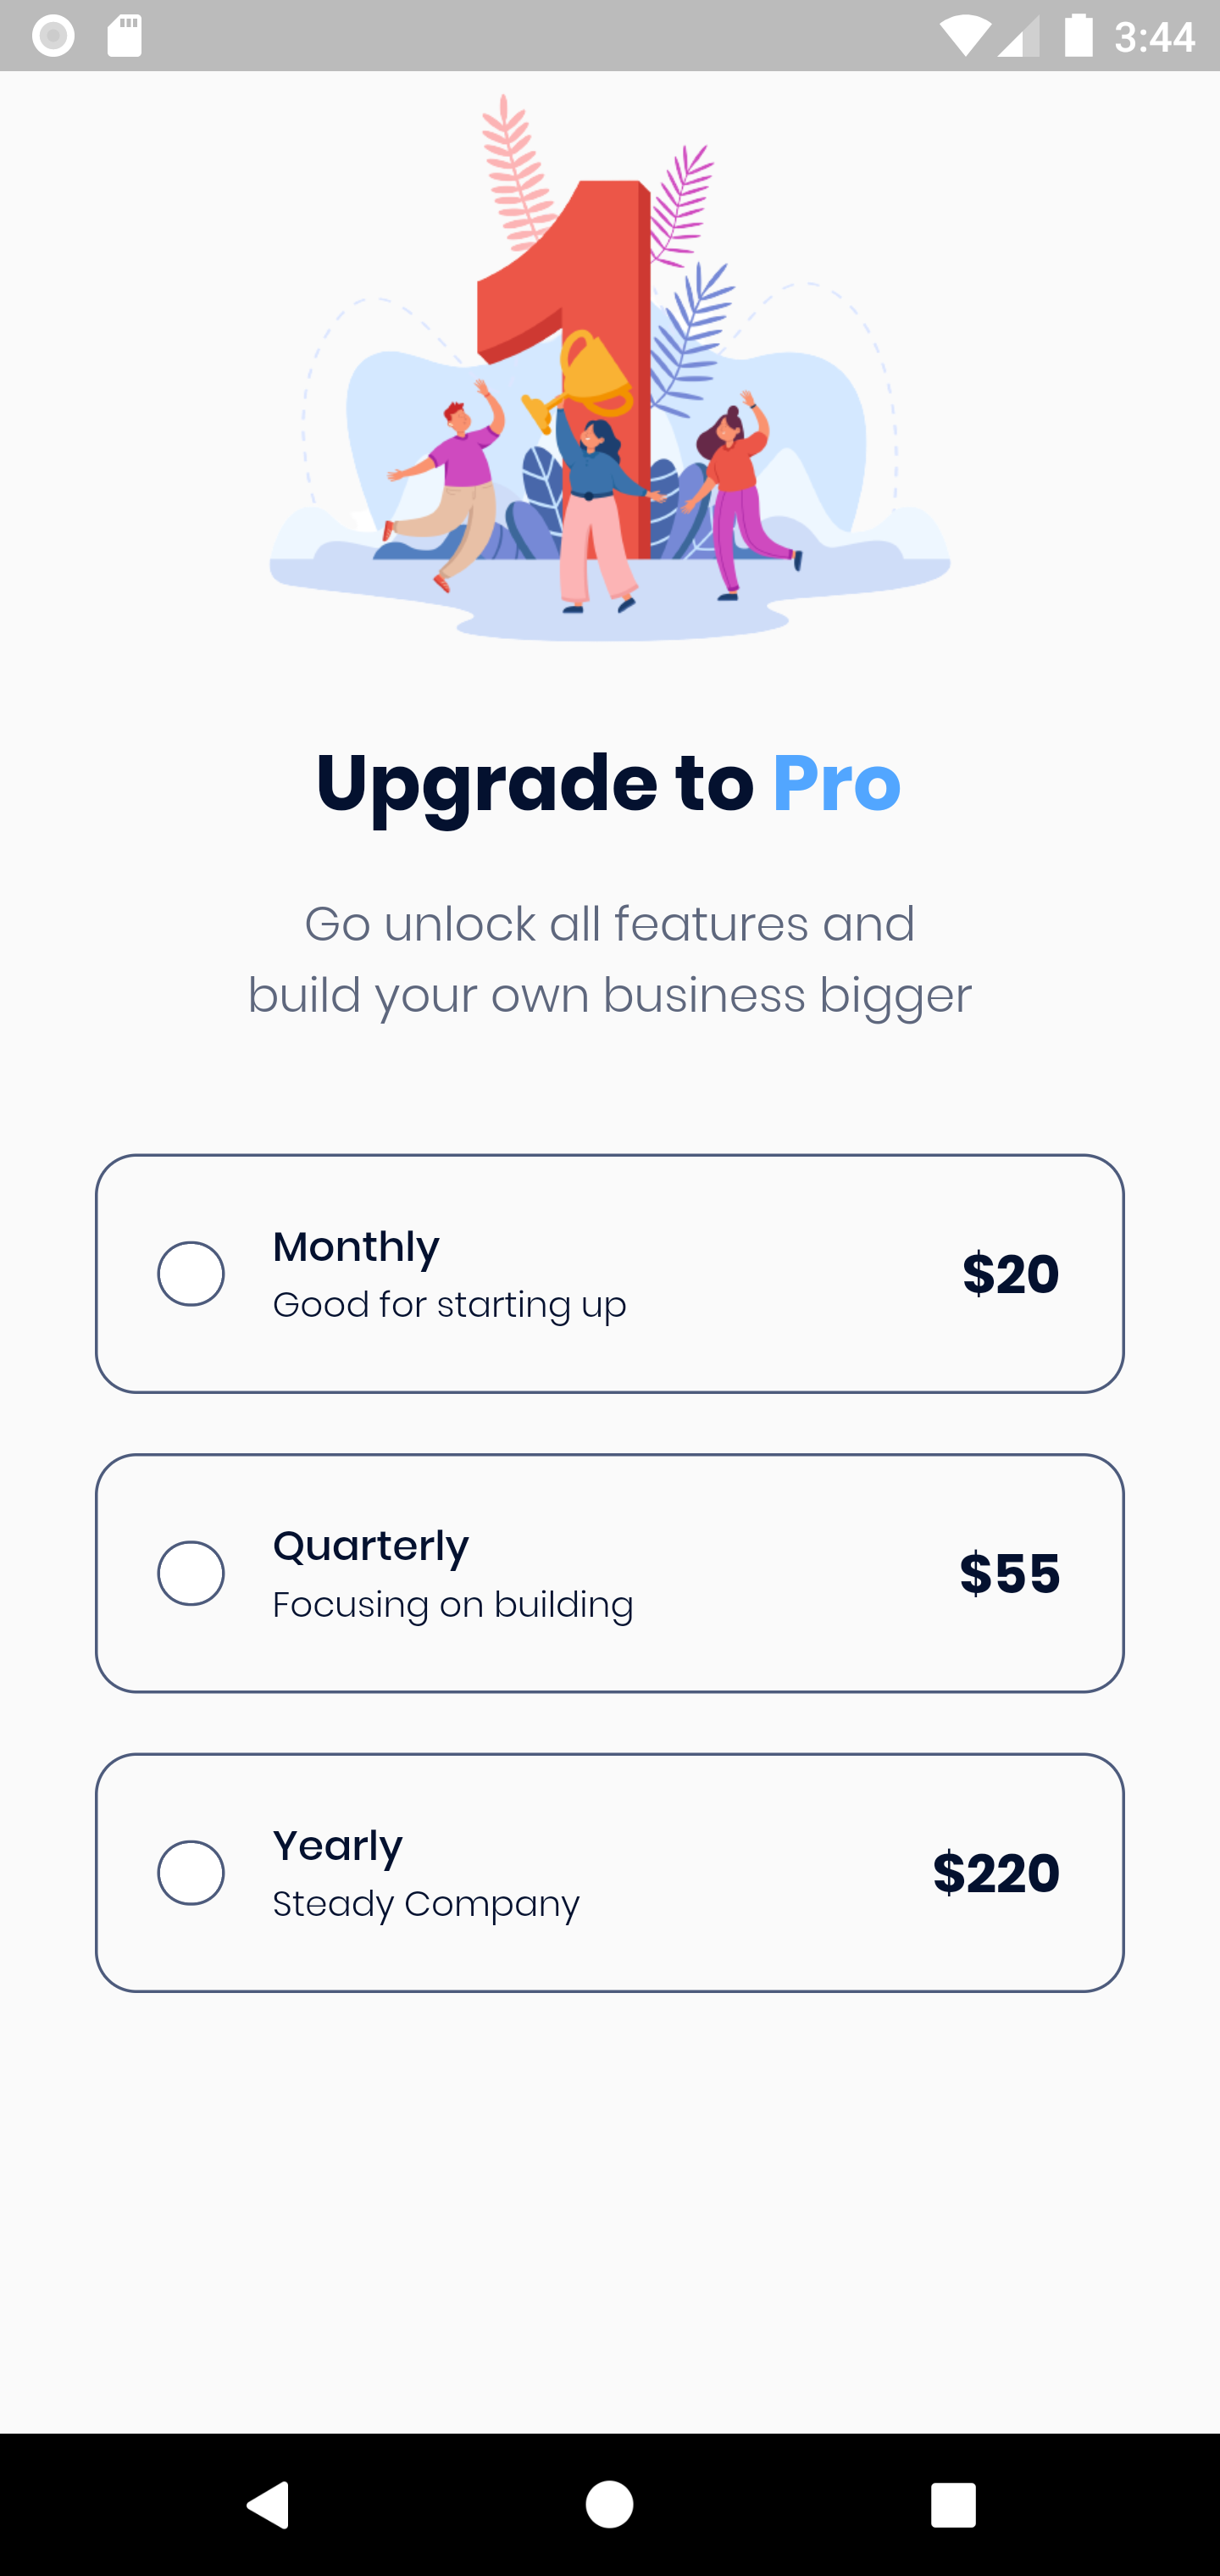 3:44
1
Upgrade to Pro
Go unlock all features and
build your own business bigger
Monthly
Good for starting up
$20
Quarterly
Focusing on building
$55
Yearly
Steady Company
$220